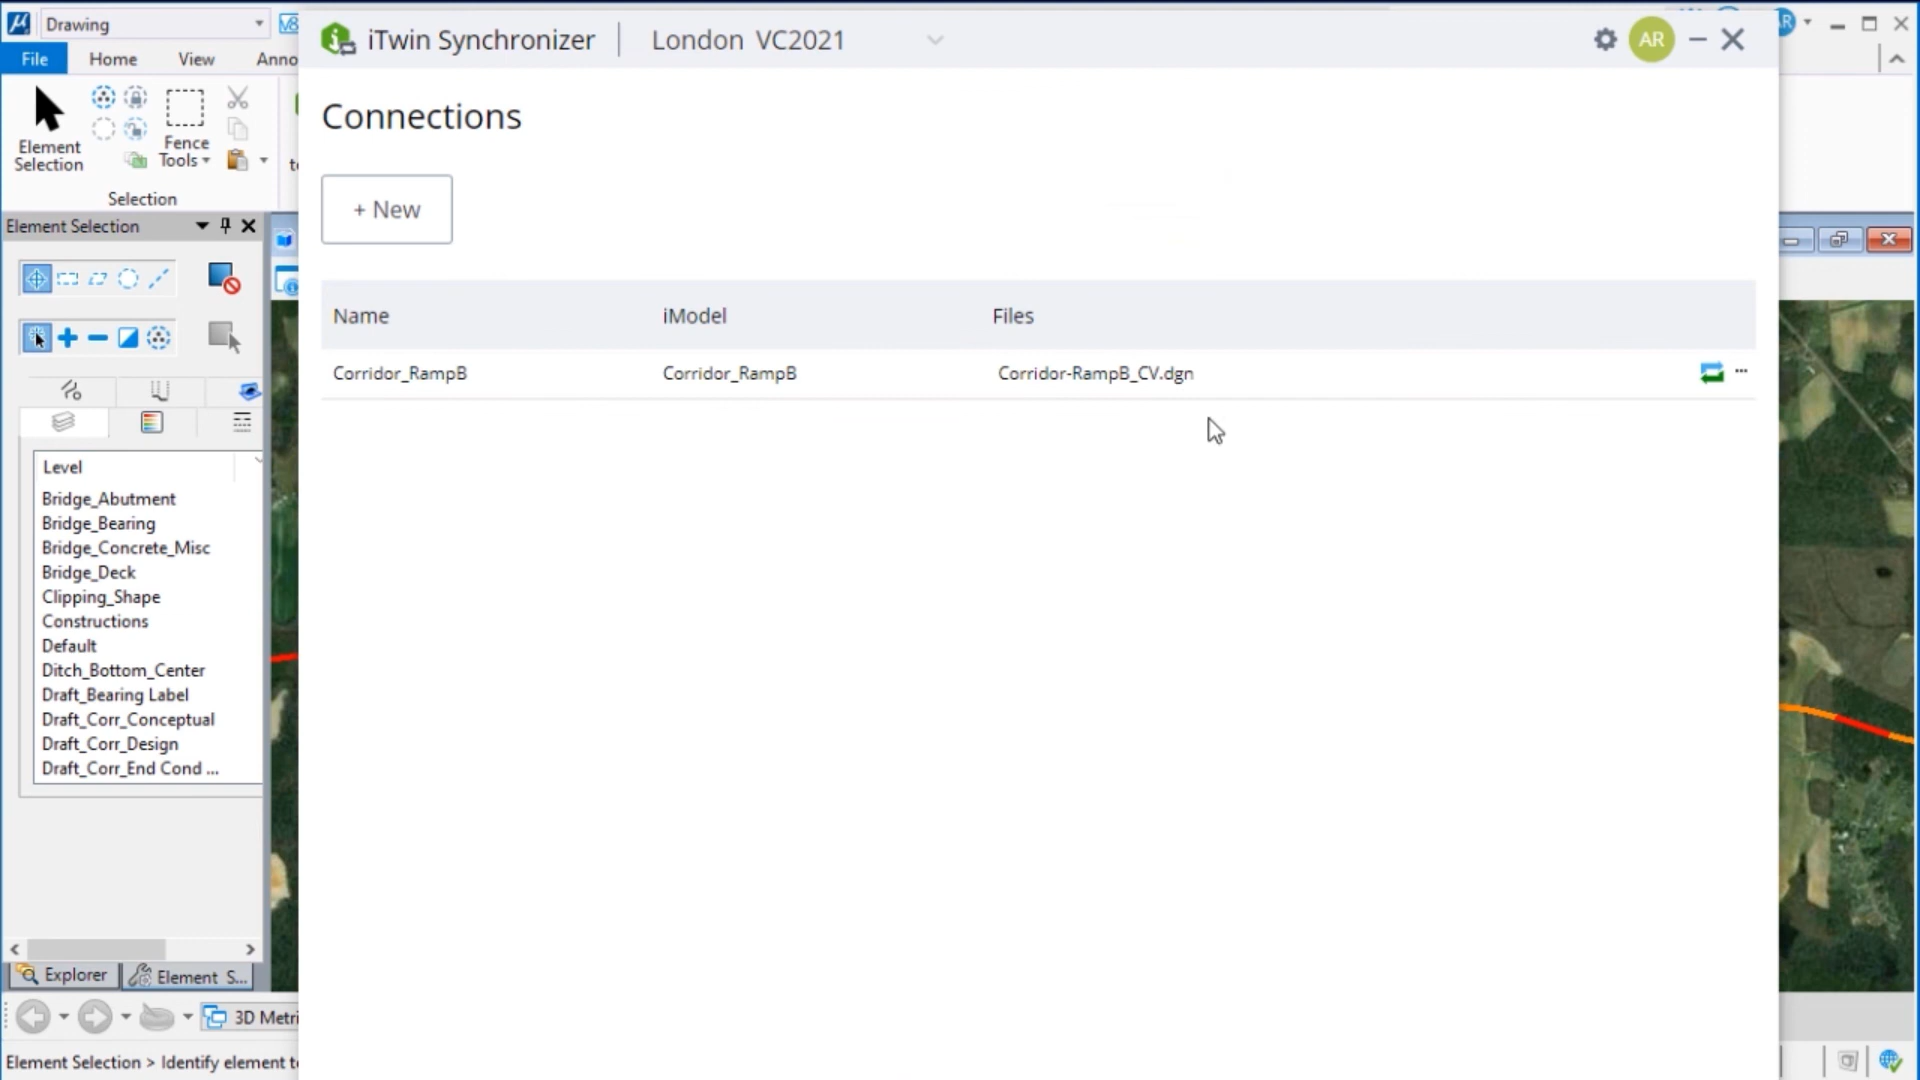 Drawing
iTwin Synchronizer
London VC2021
AR
File
Home
View
Anno
Element
Selection
Fence
Tools
Selection
Connections
+ New
Name
iModel
Files
Corridor_RampB
Corridor_RampB
Corridor-RampB_CV.dgn
Element Selection
Level
Bridge_Abutment
Bridge_Bearing
Bridge_Concrete_Misc
Bridge_Deck
Clipping_Shape
Constructions
Default
Ditch_Bottom_Center
Draft_Bearing Label
Draft_Corr_Conceptual
Draft_Corr_Design
Draft_Corr_End Cond ...
Explorer
Element S...
3D Metri
Element Selection > Identify element t